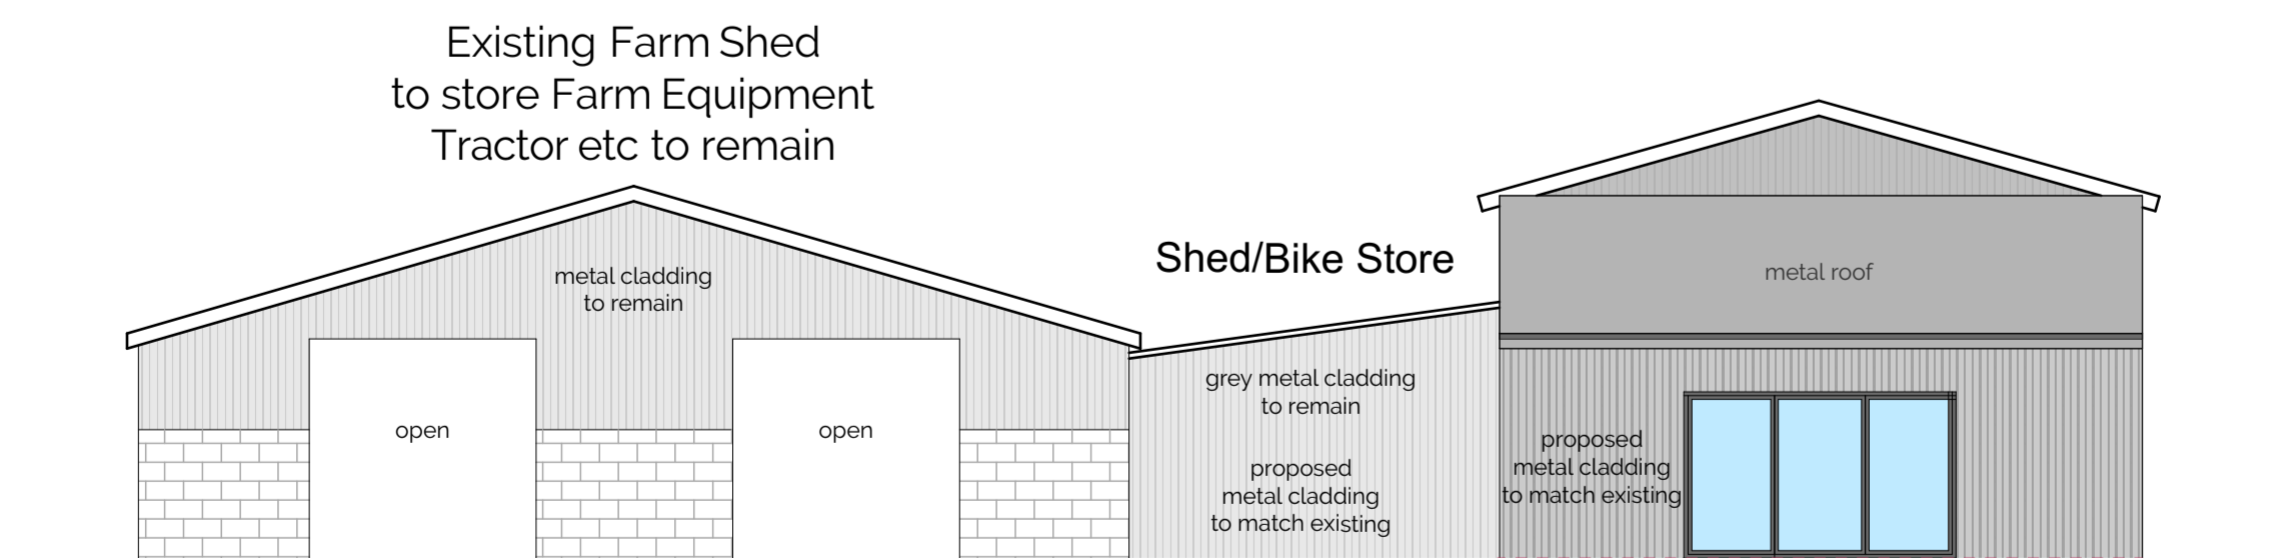 Existing Farm Shed
to store Farm Equipment
Tractor etc to remain
metal cladding
to remain
open
open
Shed/Bike Store
grey metal cladding
to remain
proposed
metal cladding
to match existing
metal roof
proposed
metal cladding
to match existing